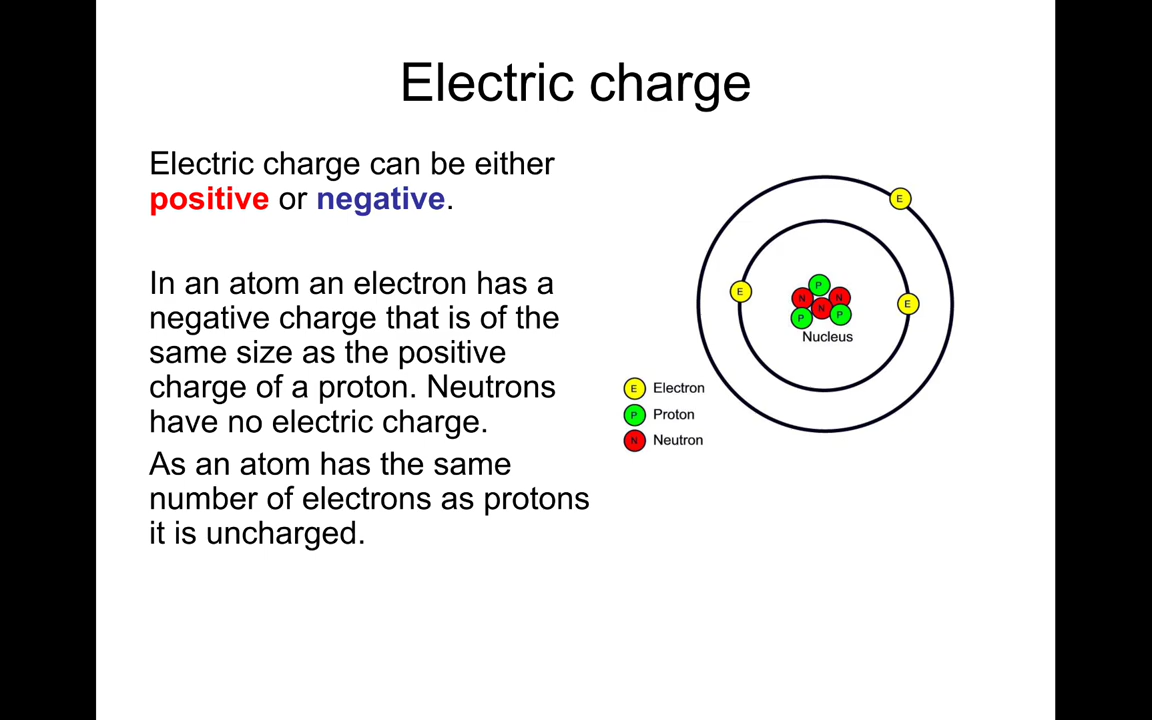 Electric charge
Electric charge can be either
positive or negative.
In an atom an electron has a
negative charge that is of the
same size as the positive
charge of a proton. Neutrons
have no electric charge.
As an atom has the same
number of electrons as protons
it is uncharged.
E
E
P
N
N
E
N
P
P
Nucleus
E Electron
P Proton
N Neutron